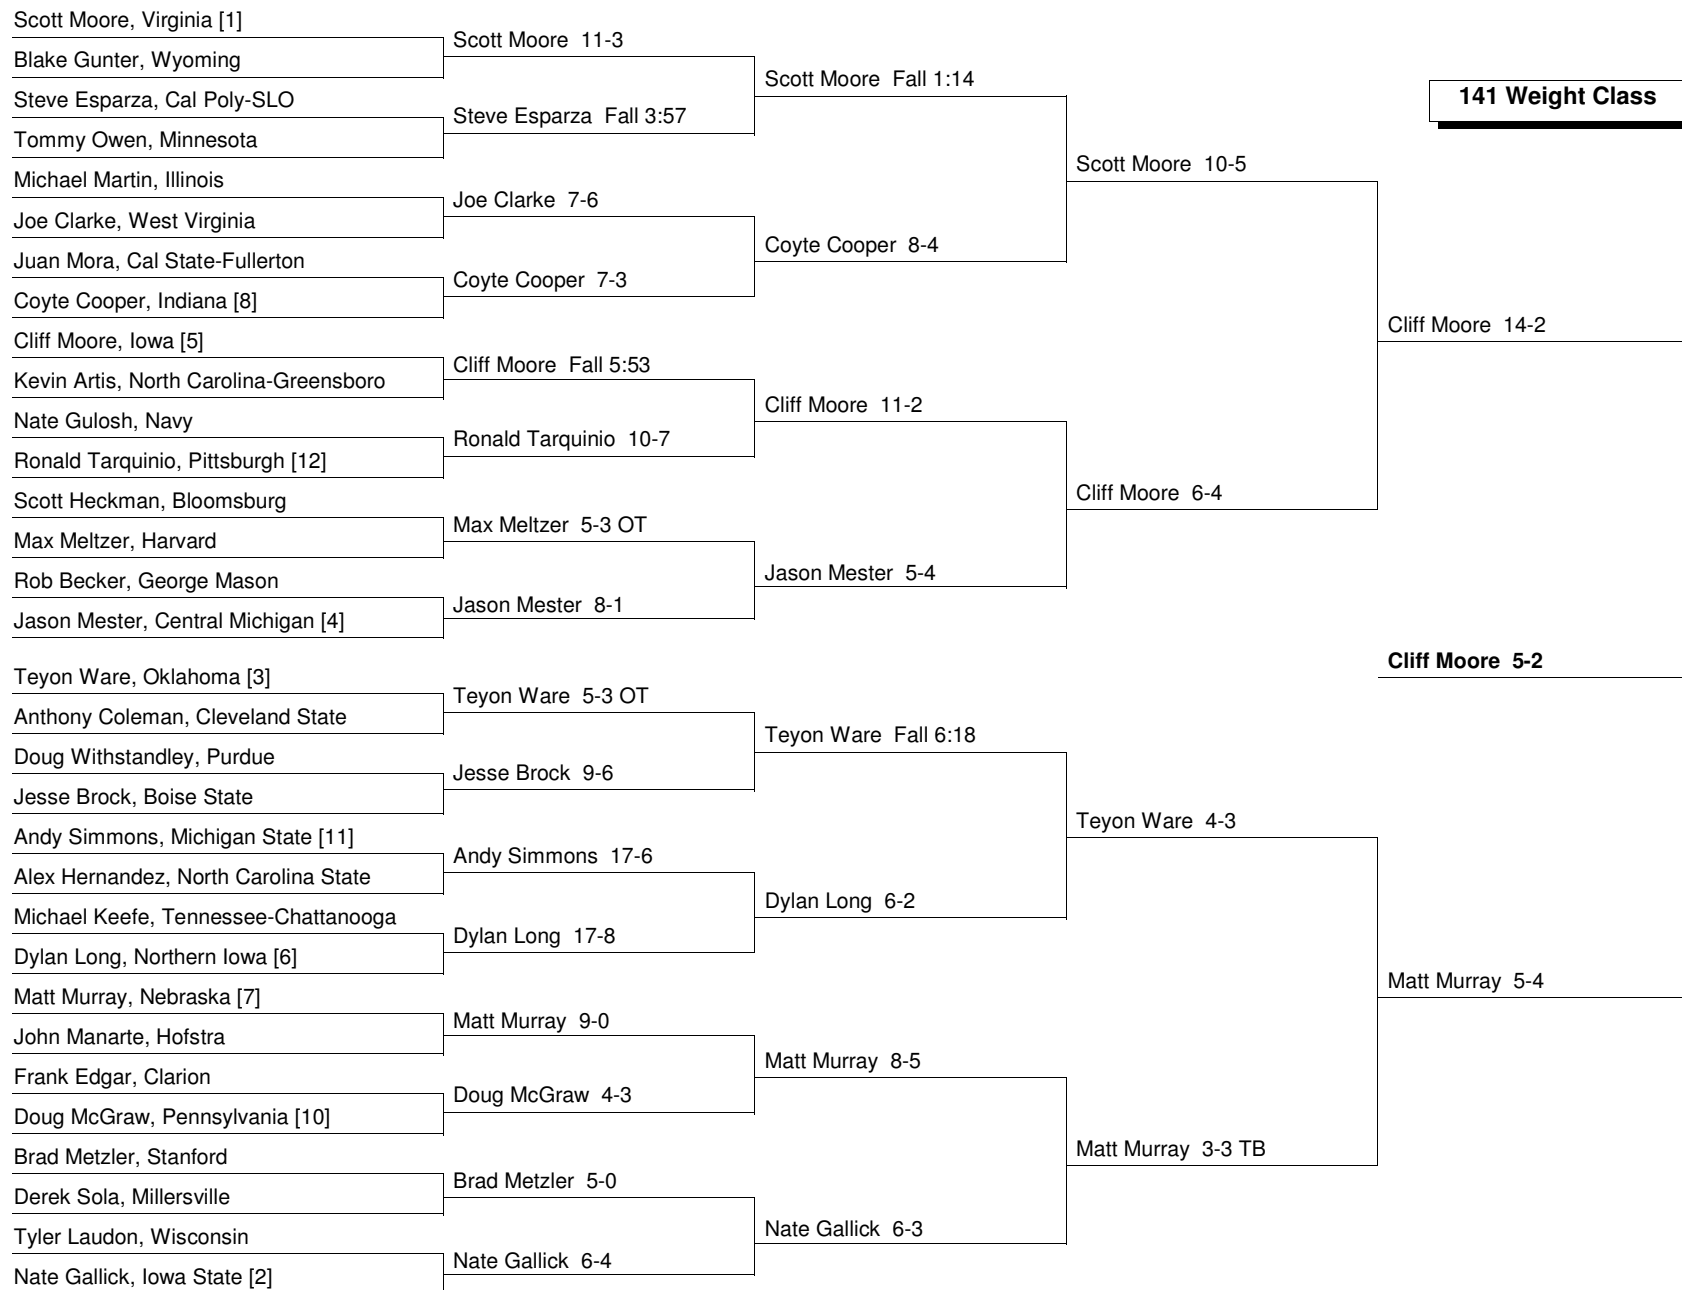 Scott Moore, Virginia [1]
Blake Gunter, Wyoming
Steve Esparza, Cal Poly-SLO
Tommy Owen, Minnesota
Michael Martin, Illinois
Joe Clarke, West Virginia
Juan Mora, Cal State-Fullerton
Coyte Cooper, Indiana [8]
Cliff Moore, Iowa [5]
Kevin Artis, North Carolina-Greensboro
Nate Gulosh, Navy
Ronald Tarquinio, Pittsburgh [12]
Scott Heckman, Bloomsburg
Max Meltzer, Harvard
Rob Becker, George Mason
Jason Mester, Central Michigan [4]
Teyon Ware, Oklahoma [3]
Anthony Coleman, Cleveland State
Doug Withstandley, Purdue
Jesse Brock, Boise State
Andy Simmons, Michigan State [11]
Alex Hernandez, North Carolina State
Michael Keefe, Tennessee-Chattanooga
Dylan Long, Northern Iowa [6]
Matt Murray, Nebraska [7]
John Manarte, Hofstra
Frank Edgar, Clarion
Doug McGraw, Pennsylvania [10]
Brad Metzler, Stanford
Derek Sola, Millersville
Tyler Laudon, Wisconsin
Nate Gallick, Iowa State [2]
Scott Moore 11-3
Steve Esparza Fall 3:57
Joe Clarke 7-6
Coyte Cooper 7-3
Cliff Moore Fall 5:53
Ronald Tarquinio 10-7
Max Meltzer 5-3 OT
Jason Mester 8-1
Teyon Ware 5-3 OT
Jesse Brock 9-6
Andy Simmons 17-6
Dylan Long 17-8
Matt Murray 9-0
Doug McGraw 4-3
Brad Metzler 5-0
Nate Gallick 6-4
Scott Moore Fall 1:14
Coyte Cooper 8-4
Cliff Moore 11-2
Jason Mester 5-4
Teyon Ware Fall 6:18
Dylan Long 6-2
Matt Murray 8-5
Nate Gallick 6-3
Scott Moore 10-5
Cliff Moore 6-4
Teyon Ware 4-3
Matt Murray 3-3 TB
141 Weight Class
Cliff Moore 14-2
Cliff Moore 5-2
Matt Murray 5-4